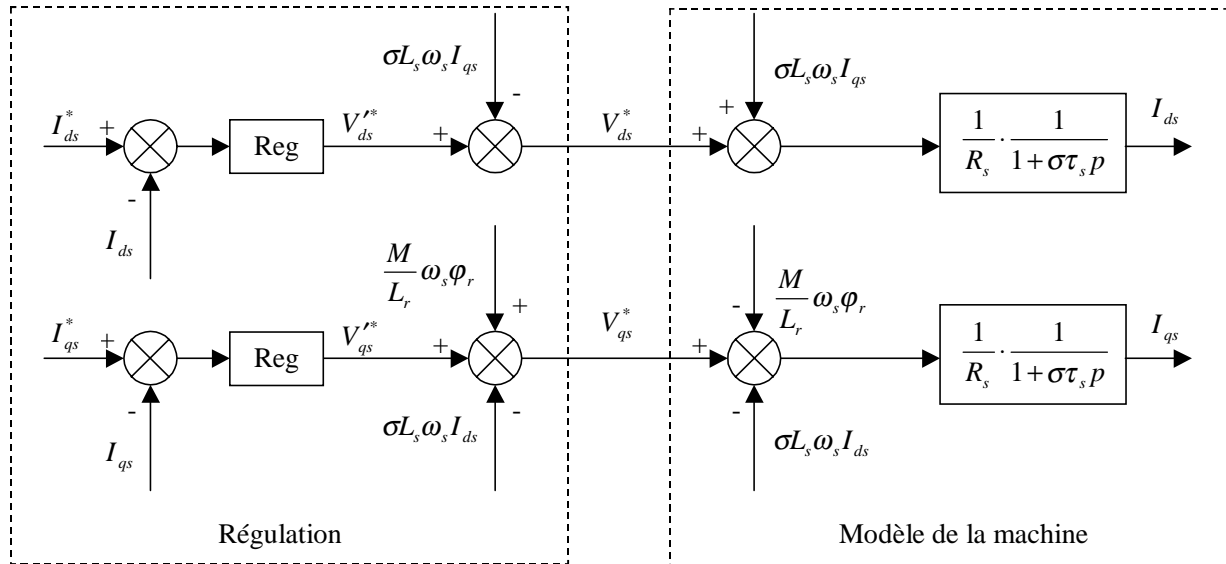 σL_s ω_s I_qs
-
σL_s ω_s I_qs
+
I*_ds
+
Reg
V′*_ds
+
V*_ds
+
1/R_s · 1/(1+στ_s p)
I_ds
-
I_ds
M/L_r ω_s φ_r
+
M/L_r ω_s φ_r
-
I*_qs
+
Reg
V′*_qs
+
V*_qs
+
1/R_s · 1/(1+στ_s p)
I_qs
-
I_qs
σL_s ω_s I_ds
-
σL_s ω_s I_ds
-
Régulation
Modèle de la machine